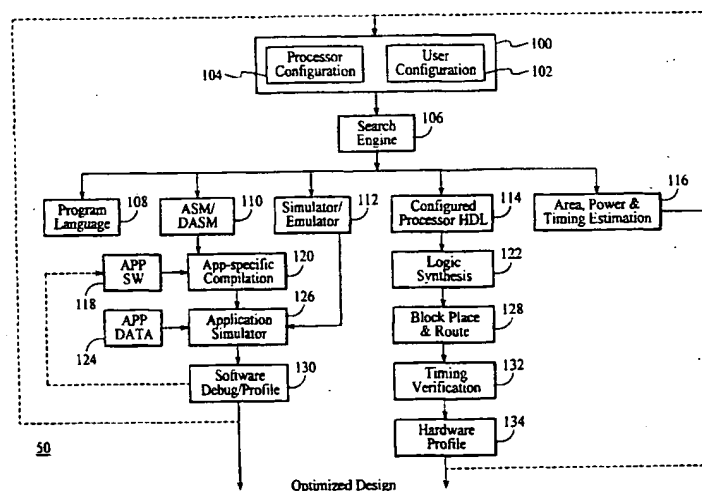 100
Processor
Configuration
User
Configuration
104
102
Search
Engine
106
Program
Language
108
ASM/
DASM
110
Simulator/
Emulator
112
Configured
Processor HDL
114
Area, Power &
Timing Estimation
116
APP
SW
118
App-specific
Compilation
120
Logic
Synthesis
122
APP
DATA
124
Application
Simulator
126
Block Place
& Route
128
Software
Debug/Profile
130
Timing
Verification
132
Hardware
Profile
134
50
Optimized Design